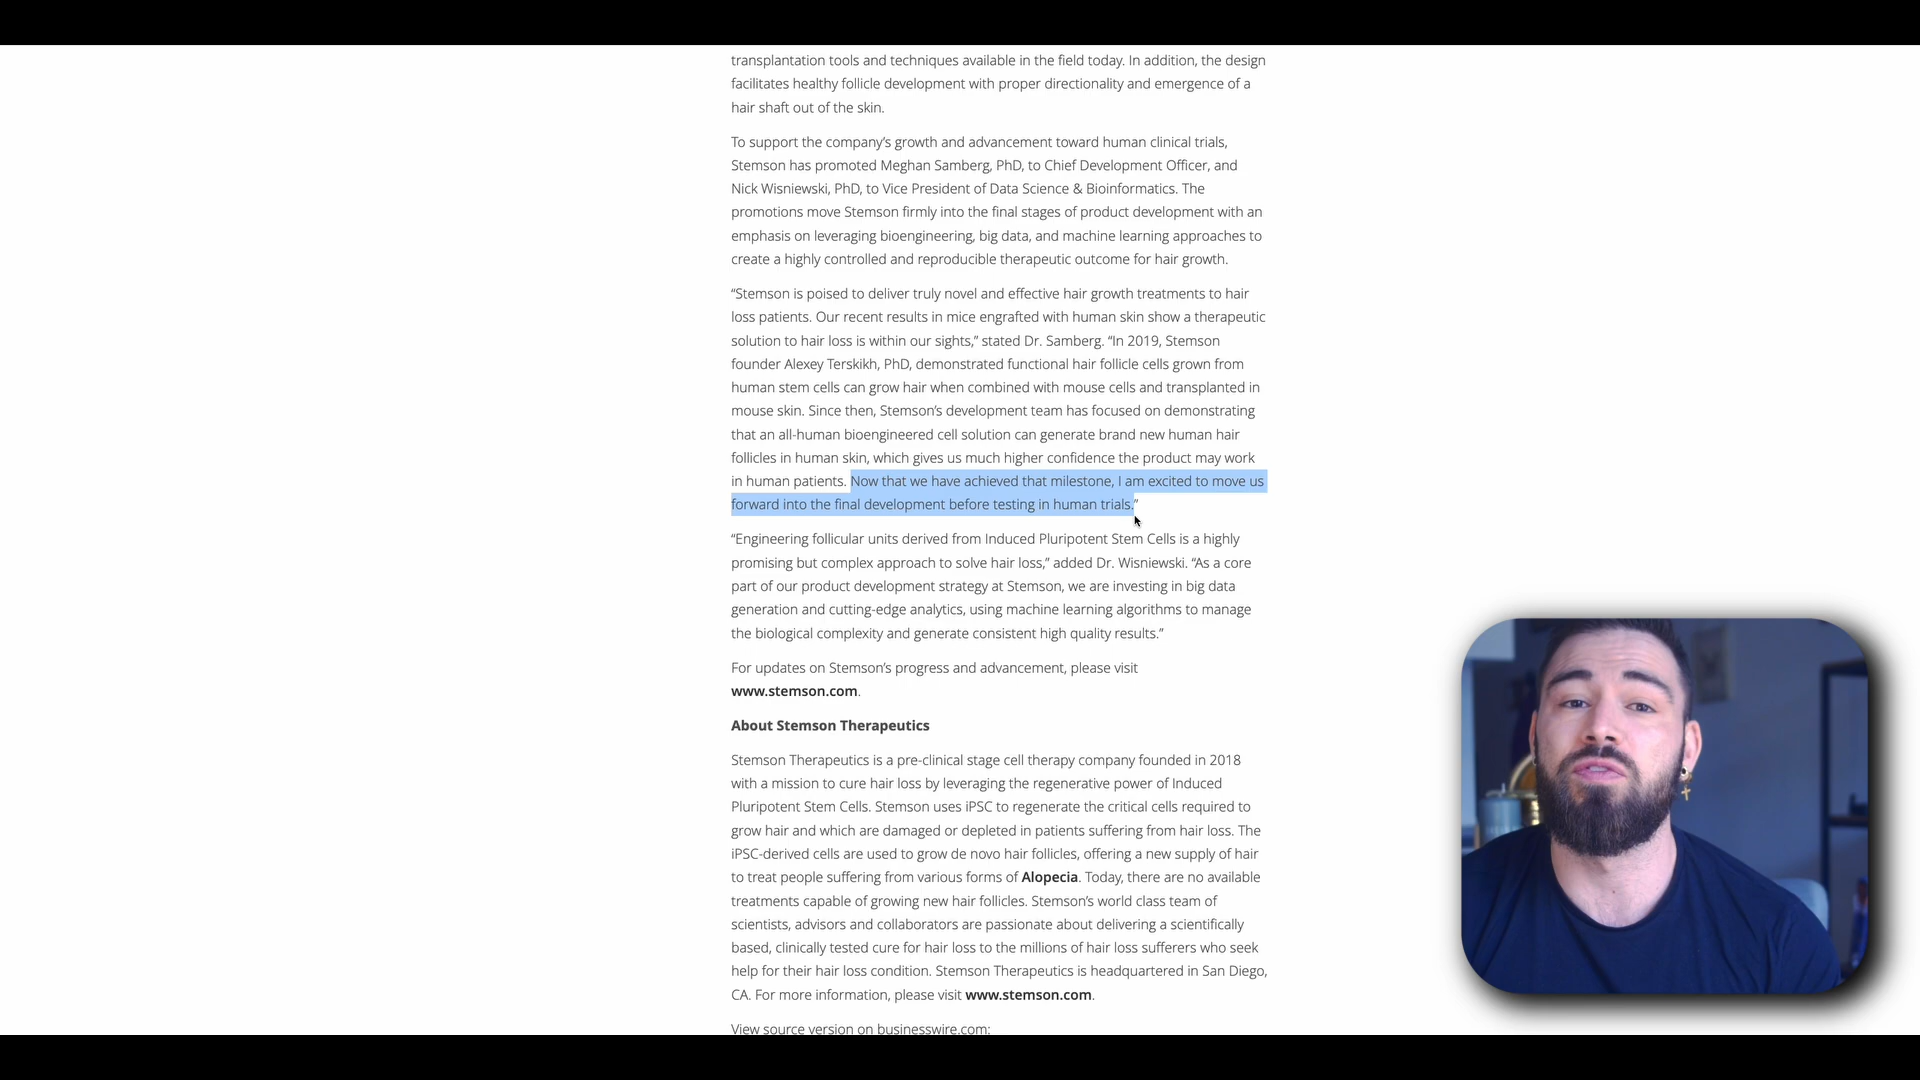 transplantation tools and techniques available in the field today. In addition, the design
facilitates healthy follicle development with proper directionality and emergence of a
hair shaft out of the skin.
To support the company’s growth and advancement toward human clinical trials,
Stemson has promoted Meghan Samberg, PhD, to Chief Development Officer, and
Nick Wisniewski, PhD, to Vice President of Data Science & Bioinformatics. The
promotions move Stemson firmly into the final stages of product development with an
emphasis on leveraging bioengineering, big data, and machine learning approaches to
create a highly controlled and reproducible therapeutic outcome for hair growth.
“Stemson is poised to deliver truly novel and effective hair growth treatments to hair
loss patients. Our recent results in mice engrafted with human skin show a therapeutic
solution to hair loss is within our sights,” stated Dr. Samberg. “In 2019, Stemson
founder Alexey Terskikh, PhD, demonstrated functional hair follicle cells grown from
human stem cells can grow hair when combined with mouse cells and transplanted in
mouse skin. Since then, Stemson’s development team has focused on demonstrating
that an all-human bioengineered cell solution can generate brand new human hair
follicles in human skin, which gives us much higher confidence the product may work
in human patients. Now that we have achieved that milestone, I am excited to move us
forward into the final development before testing in human trials.”
“Engineering follicular units derived from Induced Pluripotent Stem Cells is a highly
promising but complex approach to solve hair loss,” added Dr. Wisniewski. “As a core
part of our product development strategy at Stemson, we are investing in big data
generation and cutting-edge analytics, using machine learning algorithms to manage
the biological complexity and generate consistent high quality results.”
For updates on Stemson’s progress and advancement, please visit
www.stemson.com.
About Stemson Therapeutics
Stemson Therapeutics is a pre-clinical stage cell therapy company founded in 2018
with a mission to cure hair loss by leveraging the regenerative power of Induced
Pluripotent Stem Cells. Stemson uses iPSC to regenerate the critical cells required to
grow hair and which are damaged or depleted in patients suffering from hair loss. The
iPSC-derived cells are used to grow de novo hair follicles, offering a new supply of hair
to treat people suffering from various forms of Alopecia. Today, there are no available
treatments capable of growing new hair follicles. Stemson’s world class team of
scientists, advisors and collaborators are passionate about delivering a scientifically
based, clinically tested cure for hair loss to the millions of hair loss sufferers who seek
help for their hair loss condition. Stemson Therapeutics is headquartered in San Diego,
CA. For more information, please visit www.stemson.com.
View source version on businesswire.com: